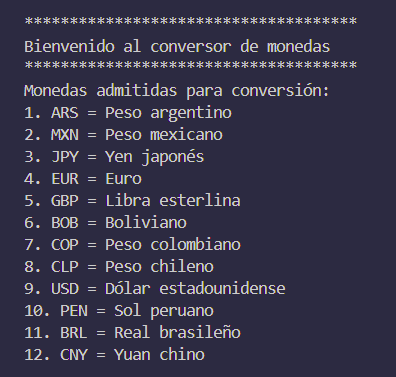 *************************************
Bienvenido al conversor de monedas
*************************************
Monedas admitidas para conversión:
1. ARS = Peso argentino
2. MXN = Peso mexicano
3. JPY = Yen japonés
4. EUR = Euro
5. GBP = Libra esterlina
6. BOB = Boliviano
7. COP = Peso colombiano
8. CLP = Peso chileno
9. USD = Dólar estadounidense
10. PEN = Sol peruano
11. BRL = Real brasileño
12. CNY = Yuan chino